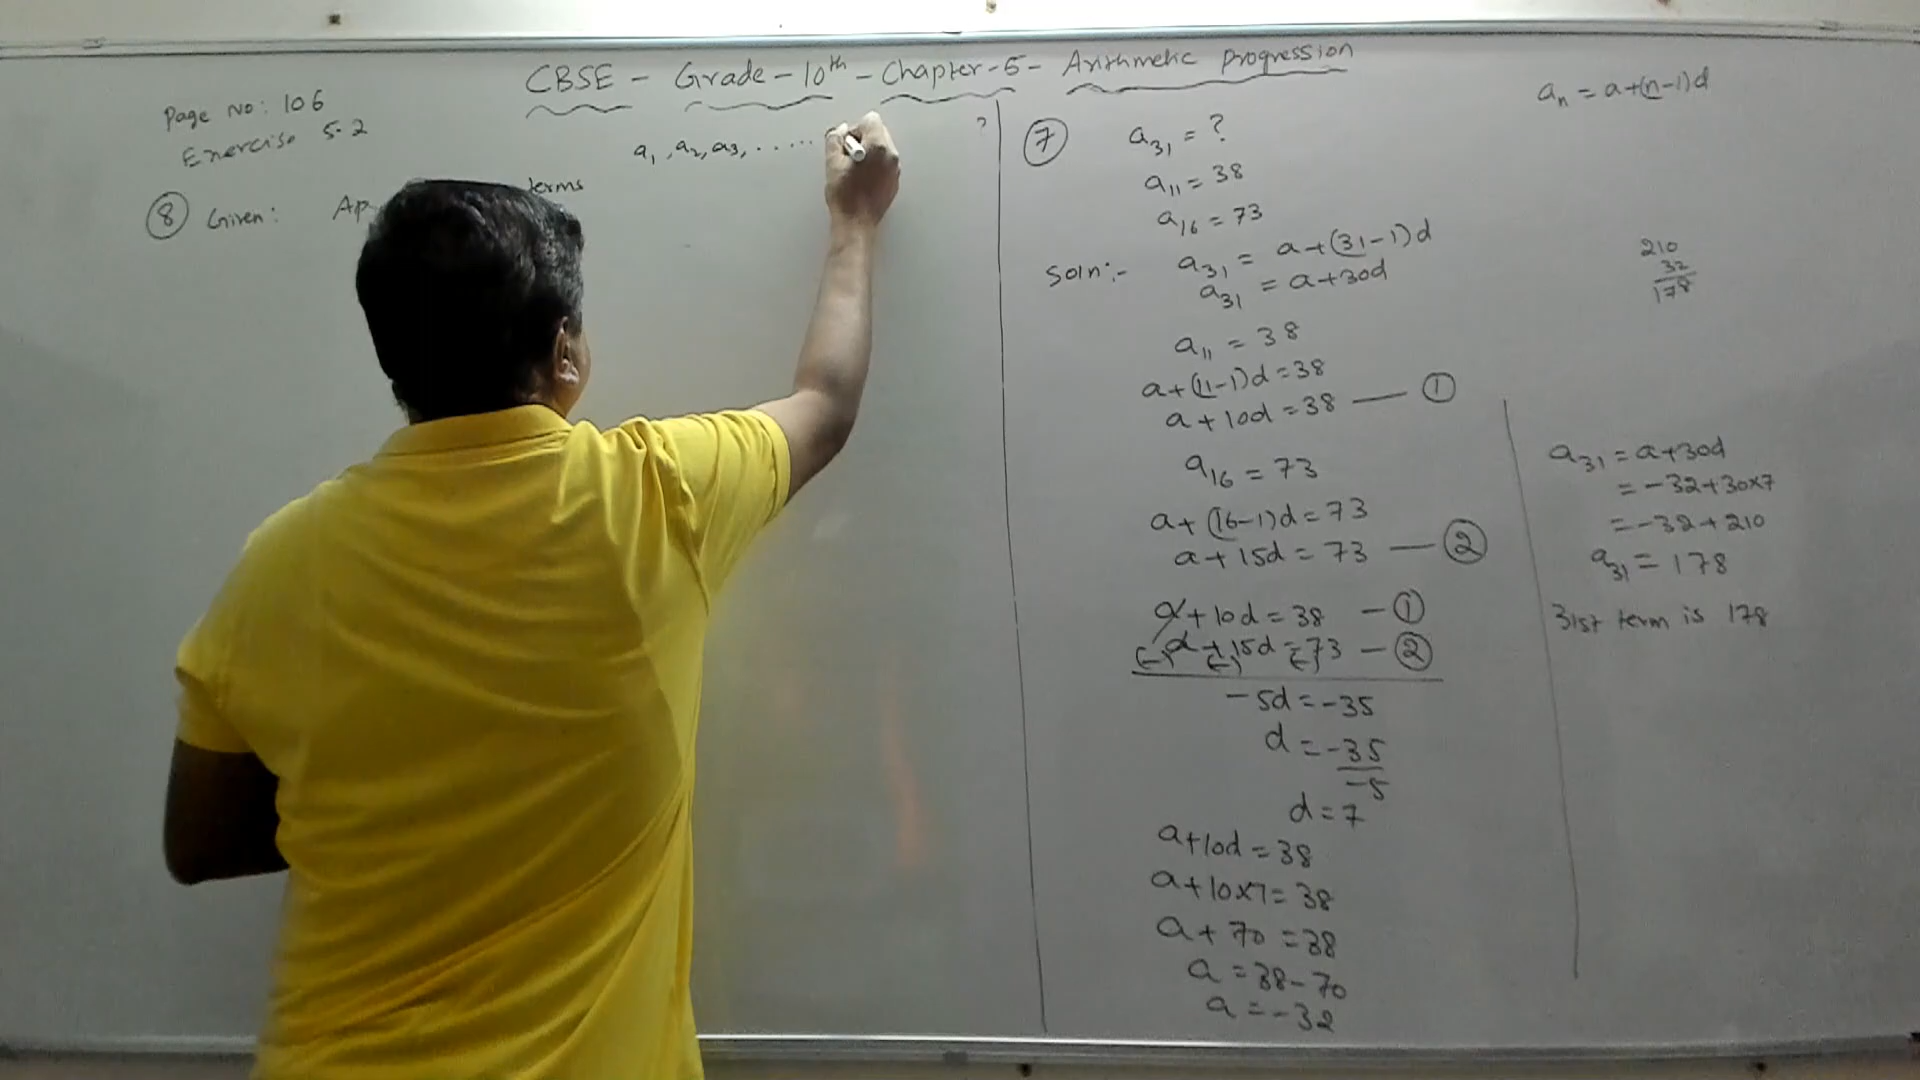 CBSE - Grade - 10th - Chapter - 5 - Arithmetic Progression
Page No: 106
Exercise 5.2
a1, a2, a3, ......
?
8 Given: AP
terms
7 a31 = ?
a11 = 38
a16 = 73
Soln:- a31 = a+(31-1)d
a31 = a+30d
a11 = 38
a+(11-1)d=38
a+10d=38 — 1
a16 = 73
a+(16-1)d=73
a+15d=73 — 2
a+10d=38 - 1
a+15d=73 - 2
(-) (-) (-)
-5d=-35
d=-35
-5
d=7
a+10d=38
a+10x7=38
a+70=38
a=38-70
a=-32
an = a+(n-1)d
210
32
178
a31 = a+30d
=-32+30x7
=-32+210
a31 = 178
31st term is 178